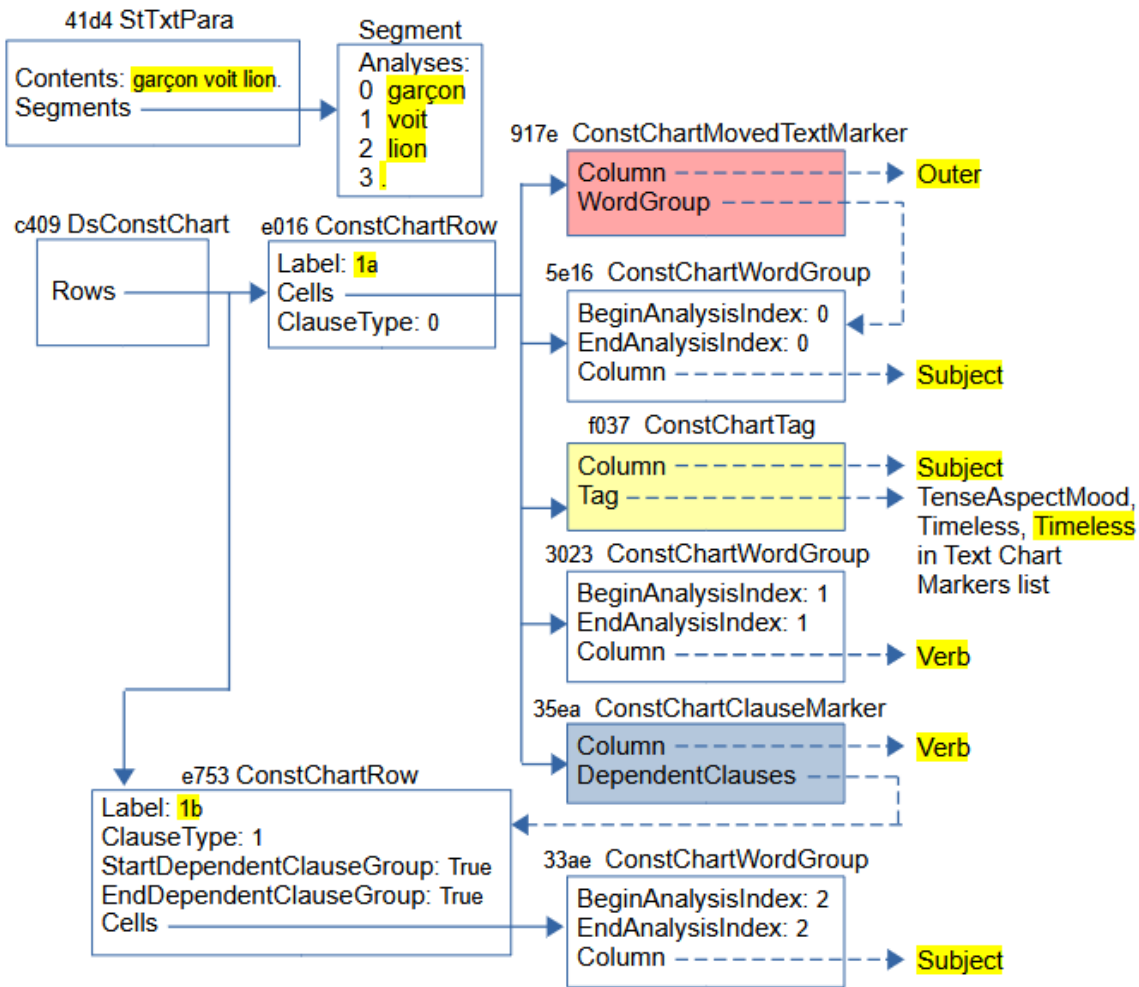 41d4 StTxtPara
Contents: garçon voit lion.
Segments
Segment
Analyses:
0 garçon
1 voit
2 lion
3 .
c409 DsConstChart
Rows
e016 ConstChartRow
Label: 1a
Cells
ClauseType: 0
917e ConstChartMovedTextMarker
Column
WordGroup
Outer
5e16 ConstChartWordGroup
BeginAnalysisIndex: 0
EndAnalysisIndex: 0
Column
Subject
f037 ConstChartTag
Column
Tag
Subject
TenseAspectMood,
Timeless, Timeless
in Text Chart
Markers list
3023 ConstChartWordGroup
BeginAnalysisIndex: 1
EndAnalysisIndex: 1
Column
Verb
35ea ConstChartClauseMarker
Column
DependentClauses
Verb
e753 ConstChartRow
Label: 1b
ClauseType: 1
StartDependentClauseGroup: True
EndDependentClauseGroup: True
Cells
33ae ConstChartWordGroup
BeginAnalysisIndex: 2
EndAnalysisIndex: 2
Column
Subject